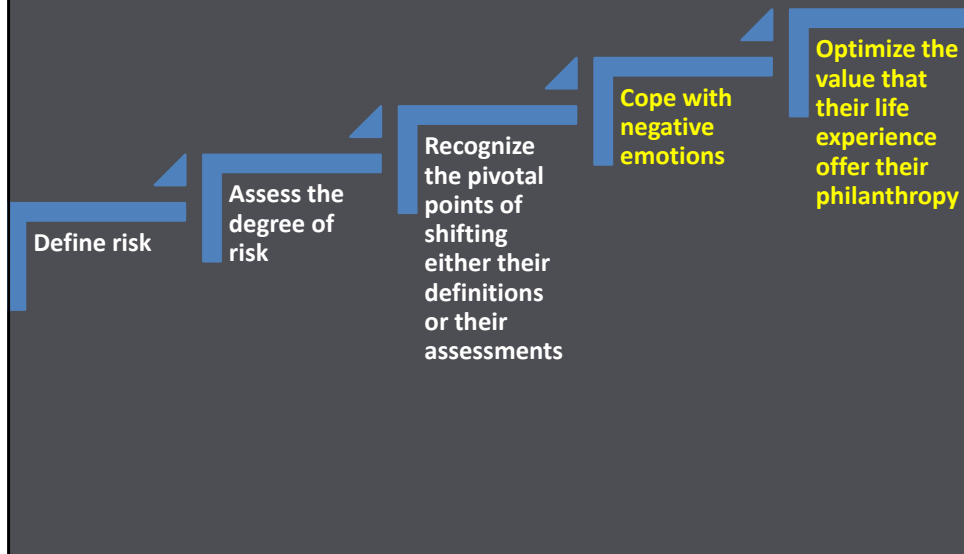 Define risk
Assess the
degree of
risk
Recognize
the pivotal
points of
shifting
either their
definitions
or their
assessments
Cope with
negative
emotions
Optimize the
value that
their life
experience
offer their
philanthropy